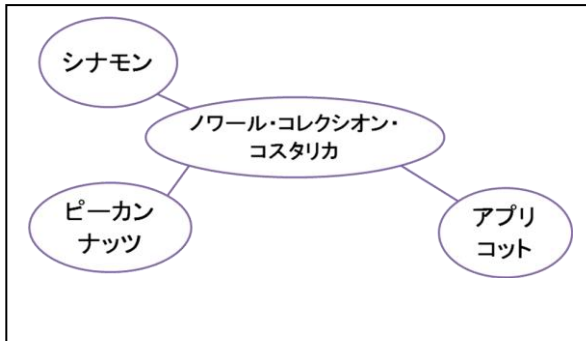 シナモン
ノワール・コレクシオン・
コスタリカ
ピーカン
ナッツ
アプリ
コット